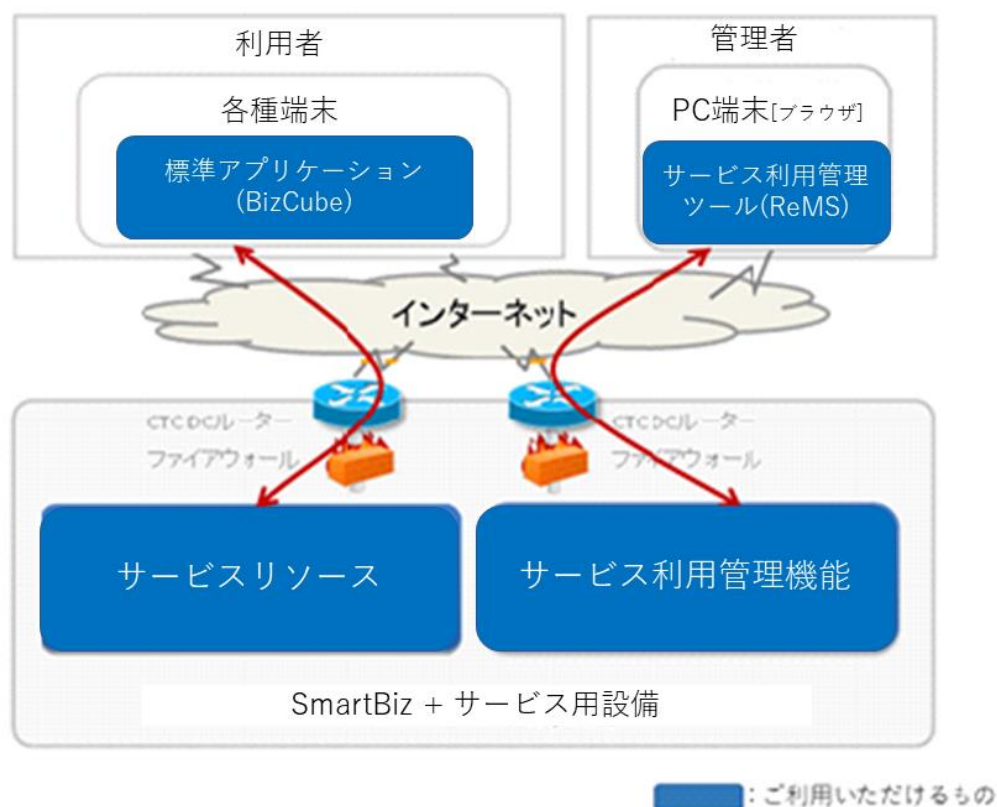 利用者
管理者
各種端末
PC端末[ブラウザ]
標準アプリケーション
(BizCube)
サービス利用管理
ツール(ReMS)
インターネット
CTC DCルーター
ファイアウォール
CTC DCルーター
ファイアウォール
サービスリソース
サービス利用管理機能
SmartBiz + サービス用設備
：ご利用いただけるもの